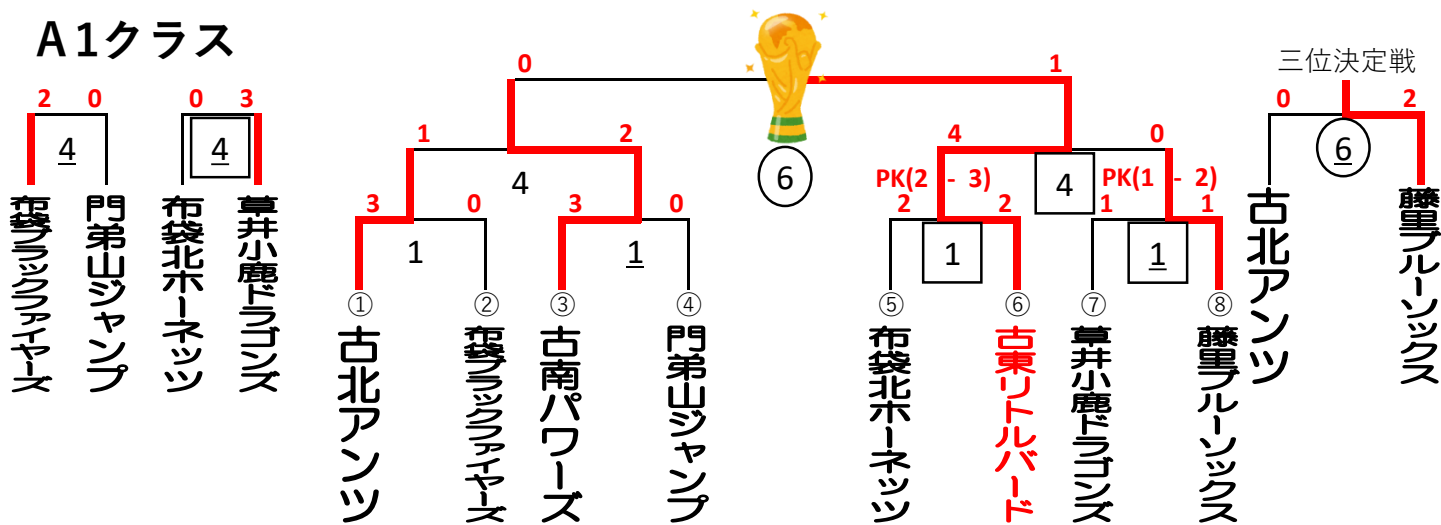 A1クラス
三位決定戦
0 1
2 0 0 3
0 2
4 4
1 2
4 0
6 6
4 4
PK(2 - 3) PK(1 - 2)
3 0 3 0
2 2 1 1
1 1 1 1
① ② ③ ④ ⑤ ⑥ ⑦ ⑧
布袋ブラックファイヤーズ
門弟山ジャンプ
布袋北ホーネッツ
草井小鹿ドラゴンズ
古北アンツ
布袋ブラックファイヤーズ
古南パワーズ
門弟山ジャンプ
布袋北ホーネッツ
古東リトルバード
草井小鹿ドラゴンズ
藤里ブルーソックス
古北アンツ
藤里ブルーソックス